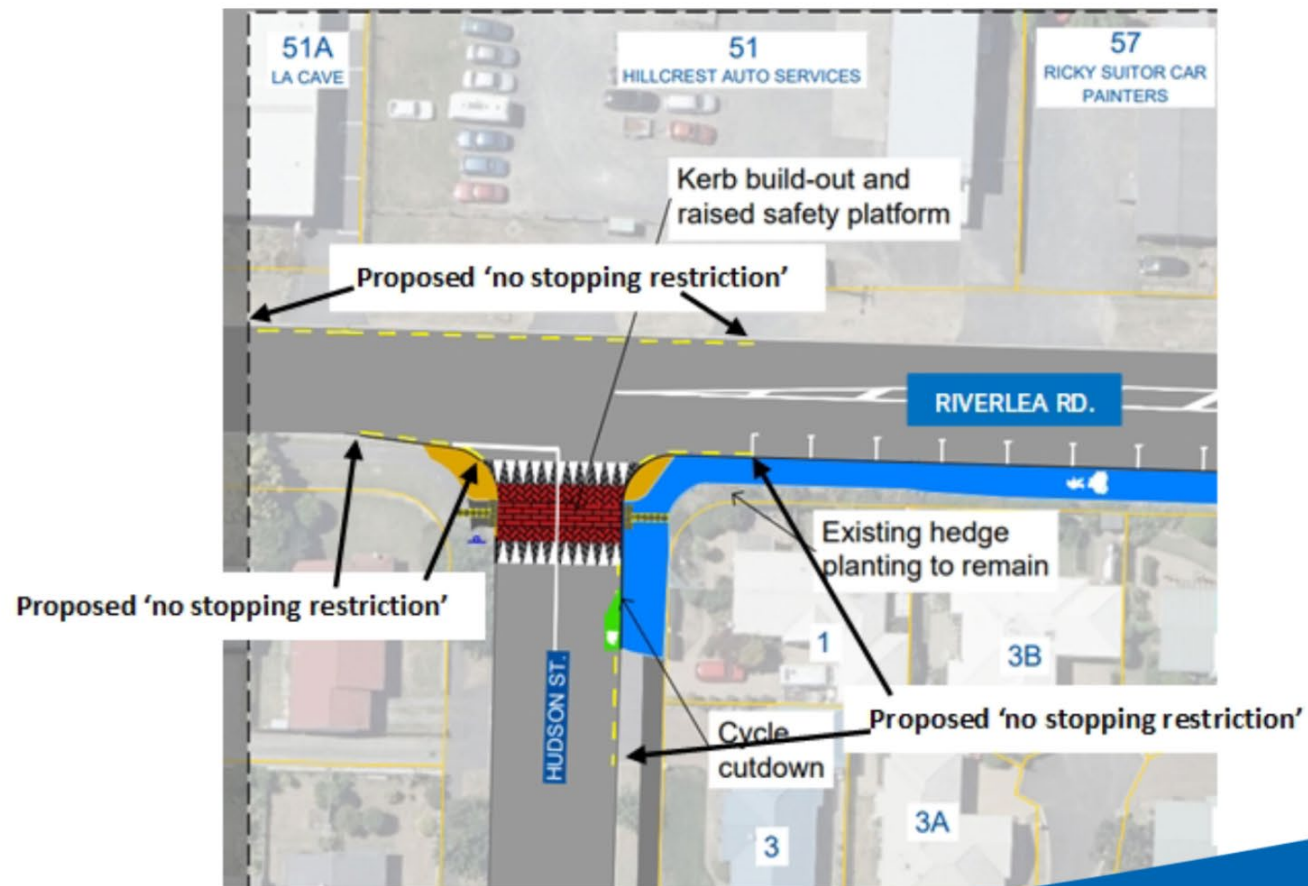 51A
LA CAVE
51
HILLCREST AUTO SERVICES
57
RICKY SUITOR CAR
PAINTERS
Kerb build-out and
raised safety platform
Proposed ‘no stopping restriction’
RIVERLEA RD.
Existing hedge
planting to remain
Proposed ‘no stopping restriction’
1
3B
HUDSON ST.
Proposed ‘no stopping restriction’
Cycle
cutdown
3
3A